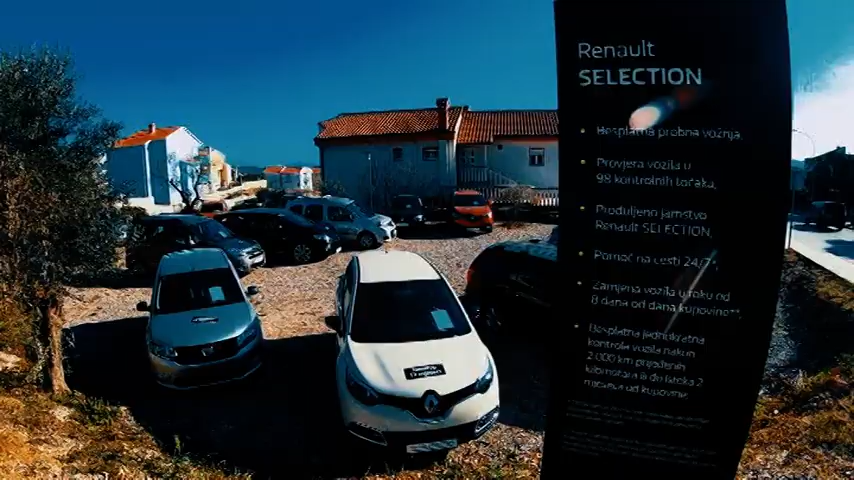 Renault
SELECTION
Besplatna probna vožnja,
Provjera vozila u
98 kontrolnih točaka,
Produljeno jamstvo
Renault SELECTION,
Pomoć na cesti 24/7*,
Zamjena vozila u roku od
8 dana od dana kupovine**,
Besplatna jednokratna
kontrola vozila nakon
2.000 km prijeđenih
kilometara ili do isteka 2
mjeseca od kupovine.